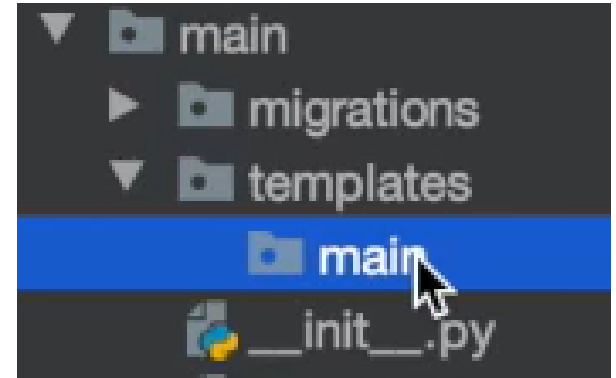 main
migrations
templates
main
__init__.py